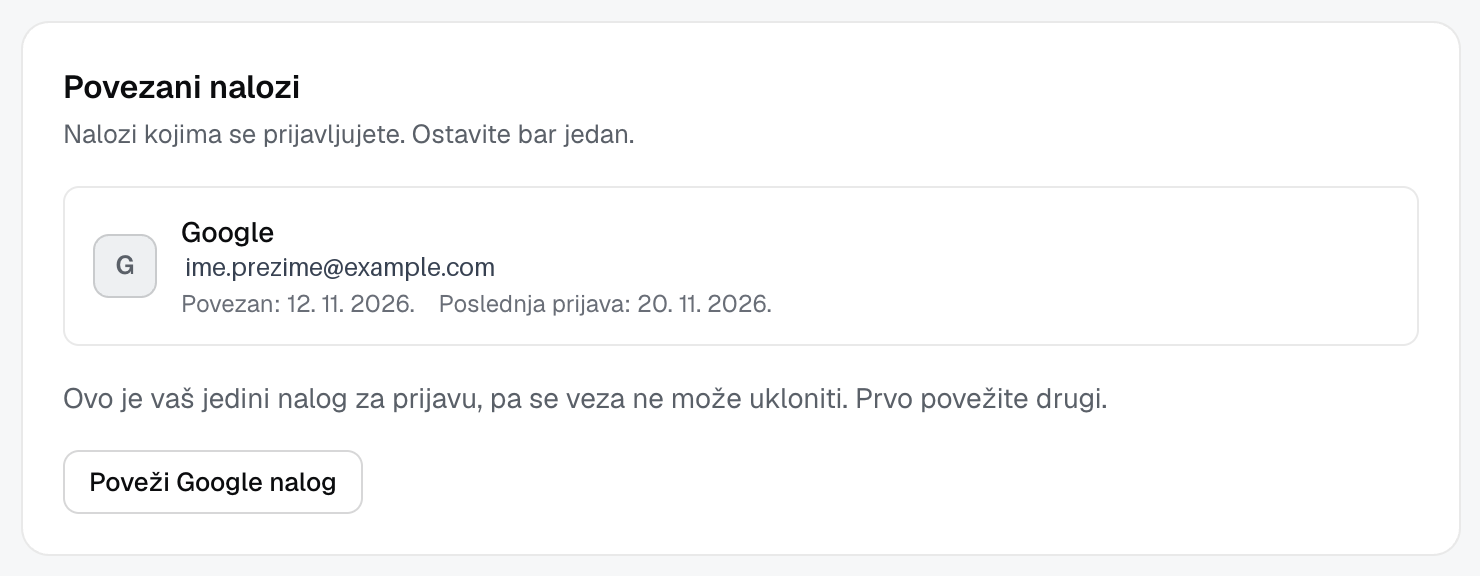 Povezani nalozi
Nalozi kojima se prijavljujete. Ostavite bar jedan.
G
Google
ime.prezime@example.com
Povezan: 12. 11. 2026. Poslednja prijava: 20. 11. 2026.
Ovo je vaš jedini nalog za prijavu, pa se veza ne može ukloniti. Prvo povežite drugi.
Poveži Google nalog